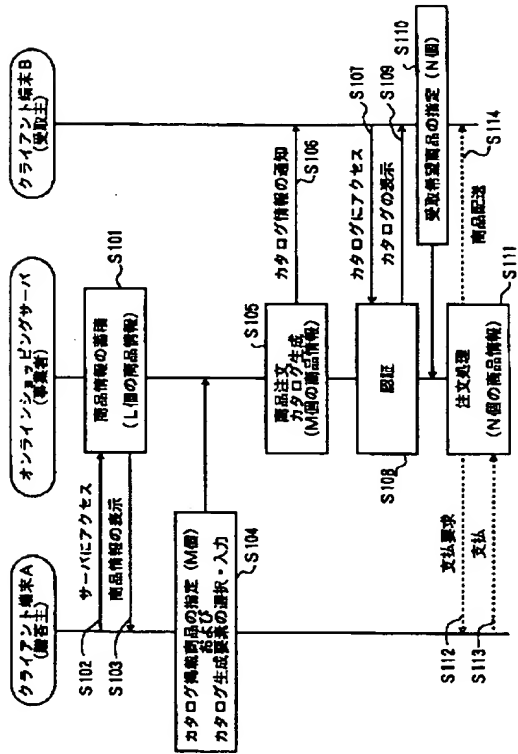 クライアント端末A
(贈答主)
オンラインショッピングサーバ
(事業者)
クライアント端末B
(受取主)
商品情報の蓄積
(L個の商品情報)
S101
サーバにアクセス
S102
商品情報の表示
S103
カタログ掲載商品の指定(M個)
および
カタログ生成要素の選択・入力
S104
商品注文
カタログ生成
(M個の商品情報)
S105
カタログ情報の通知
S106
カタログにアクセス
S107
認証
S108
カタログの表示
S109
受取希望商品の指定(N個)
S110
注文処理
(N個の商品情報)
S111
支払要求
S112
支払
S113
商品配送
S114